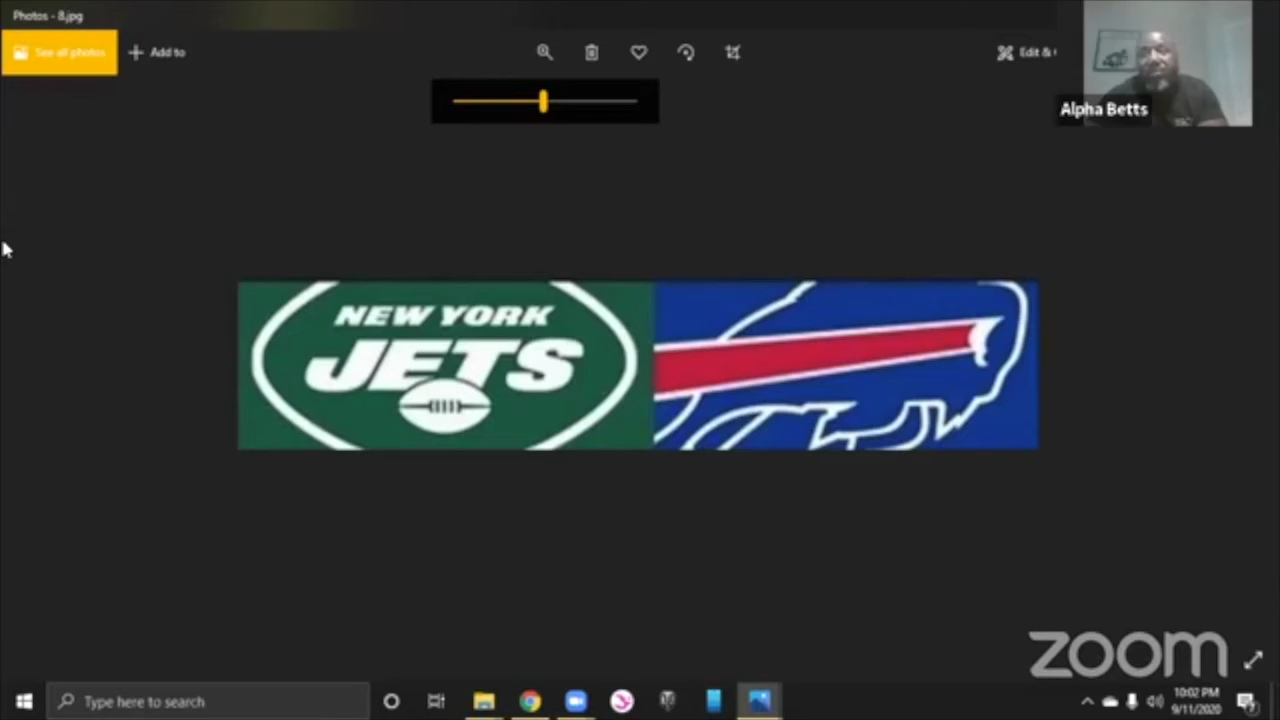 Photos - 8.jpg
See all photos
Add to
Edit &
Alpha Betts
NEW YORK
JETS
zoom
Type here to search
10:02 PM
9/11/2020